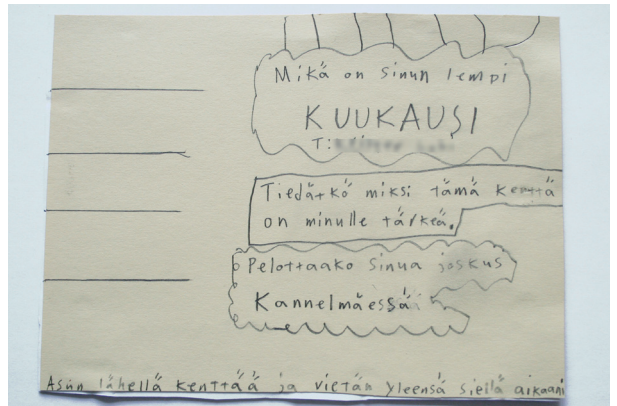 Mikä on sinun lempi
KUUKAUSI
T:
Tiedätkö miksi tämä kenttä
on minulle tärkeä.
Pelottaako sinua joskus
Kannelmäessä
Asun lähellä kenttää ja vietän yleensä siellä aikaani